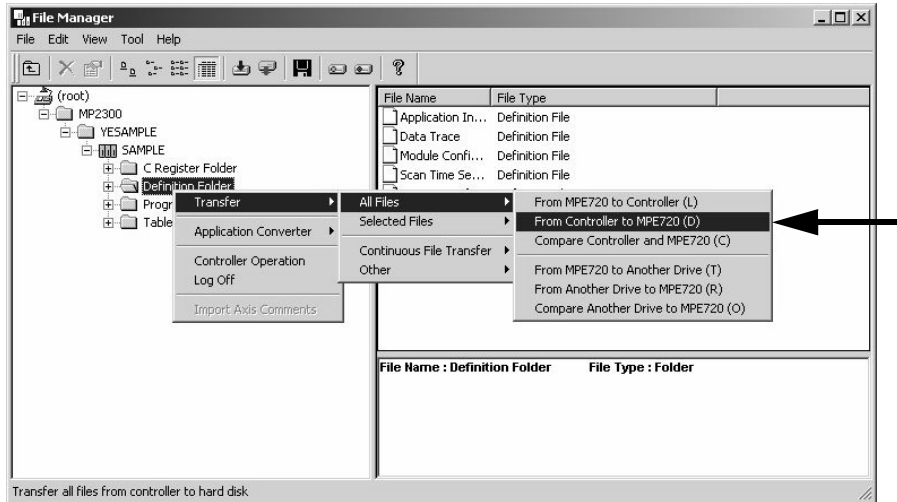 File Manager
File Edit View Tool Help
(root)
MP2300
YESAMPLE
SAMPLE
C Register Folder
Definition Folder
Progr
Table
File Name File Type
Application In... Definition File
Data Trace Definition File
Module Confi... Definition File
Scan Time Se... Definition File
Transfer
Application Converter
Controller Operation
Log Off
Import Axis Comments
All Files
Selected Files
Continuous File Transfer
Other
From MPE720 to Controller (L)
From Controller to MPE720 (D)
Compare Controller and MPE720 (C)
From MPE720 to Another Drive (T)
From Another Drive to MPE720 (R)
Compare Another Drive to MPE720 (O)
File Name : Definition Folder File Type : Folder
Transfer all files from controller to hard disk